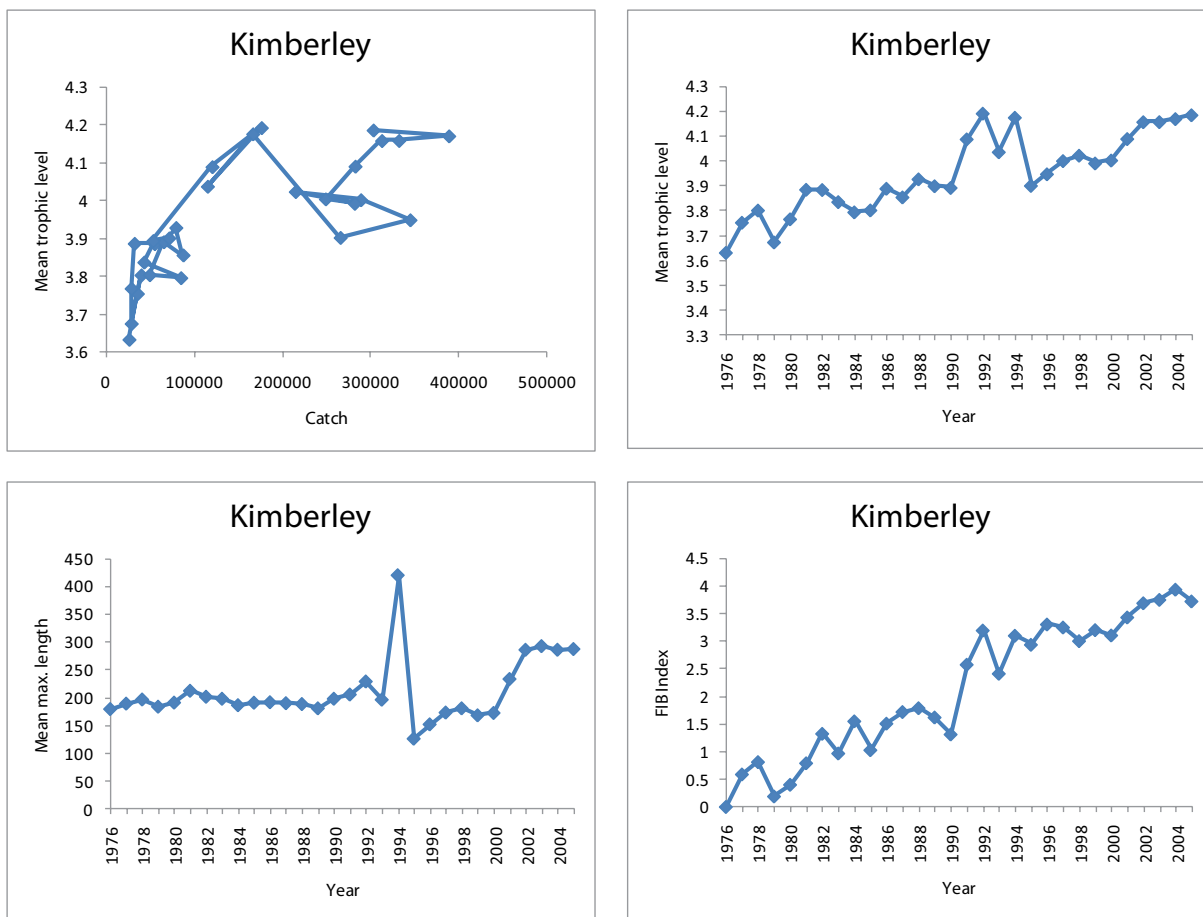 Kimberley
Mean trophic level
4.3
4.2
4.1
4
3.9
3.8
3.7
3.6
0 100000 200000 300000 400000 500000
Catch
Kimberley
Mean trophic level
4.3
4.2
4.1
4
3.9
3.8
3.7
3.6
3.5
3.4
3.3
1976 1978 1980 1982 1984 1986 1988 1990 1992 1994 1996 1998 2000 2002 2004
Year
Kimberley
Mean max. length
450
400
350
300
250
200
150
100
50
0
1976 1978 1980 1982 1984 1986 1988 1990 1992 1994 1996 1998 2000 2002 2004
Year
Kimberley
FIB Index
4.5
4
3.5
3
2.5
2
1.5
1
0.5
0
1976 1978 1980 1982 1984 1986 1988 1990 1992 1994 1996 1998 2000 2002 2004
Year